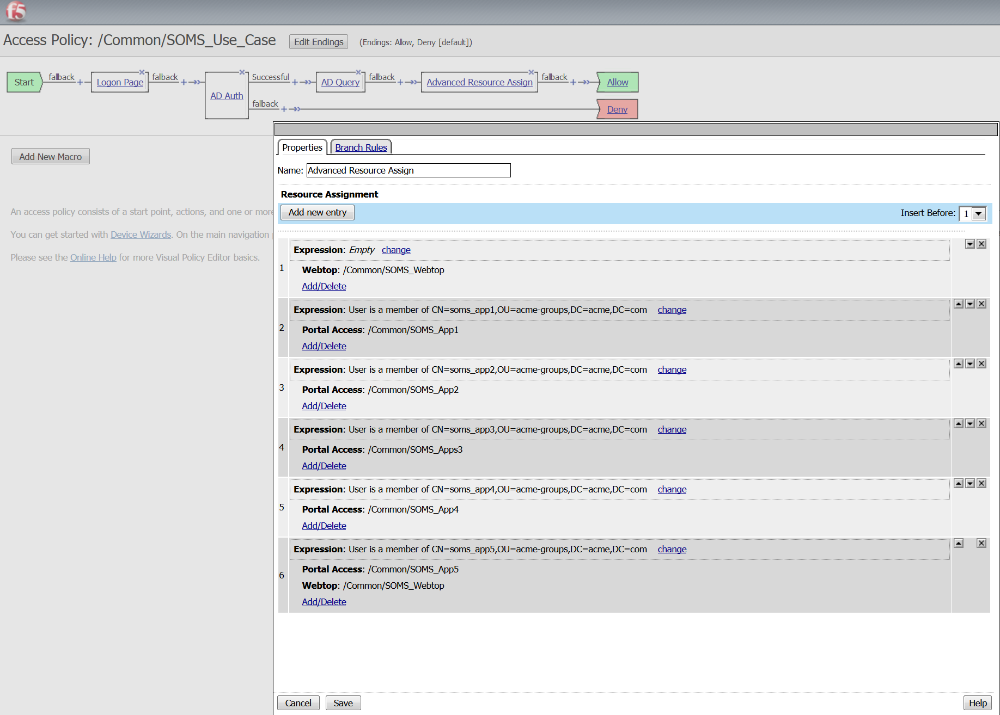 f5
Access Policy: /Common/SOMS_Use_Case Edit Endings (Endings: Allow, Deny [default])
Start fallback + Logon Page fallback + AD Auth Successful + AD Query fallback + Advanced Resource Assign fallback + Allow
fallback + Deny
Add New Macro
An access policy consists of a start point, actions, and one or more
You can get started with Device Wizards. On the main navigation
Please see the Online Help for more Visual Policy Editor basics.
Properties Branch Rules
Name: Advanced Resource Assign
Resource Assignment
Add new entry Insert Before: 1
1
Expression: Empty change
Webtop: /Common/SOMS_Webtop
Add/Delete
2
Expression: User is a member of CN=soms_app1,OU=acme-groups,DC=acme,DC=com change
Portal Access: /Common/SOMS_App1
Add/Delete
3
Expression: User is a member of CN=soms_app2,OU=acme-groups,DC=acme,DC=com change
Portal Access: /Common/SOMS_App2
Add/Delete
4
Expression: User is a member of CN=soms_app3,OU=acme-groups,DC=acme,DC=com change
Portal Access: /Common/SOMS_Apps3
Add/Delete
5
Expression: User is a member of CN=soms_app4,OU=acme-groups,DC=acme,DC=com change
Portal Access: /Common/SOMS_App4
Add/Delete
6
Expression: User is a member of CN=soms_app5,OU=acme-groups,DC=acme,DC=com change
Portal Access: /Common/SOMS_App5
Webtop: /Common/SOMS_Webtop
Add/Delete
Cancel Save Help